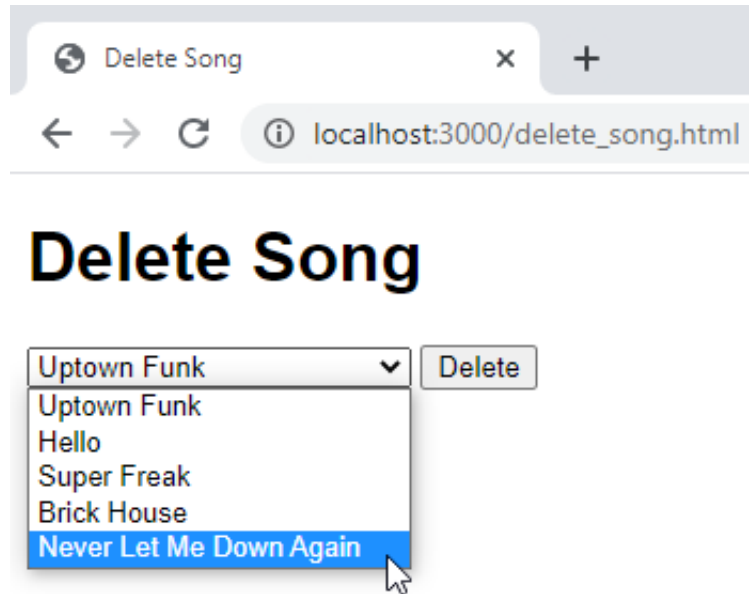 Delete Song
localhost:3000/delete_song.html
Delete Song
Uptown Funk Delete
Uptown Funk
Hello
Super Freak
Brick House
Never Let Me Down Again